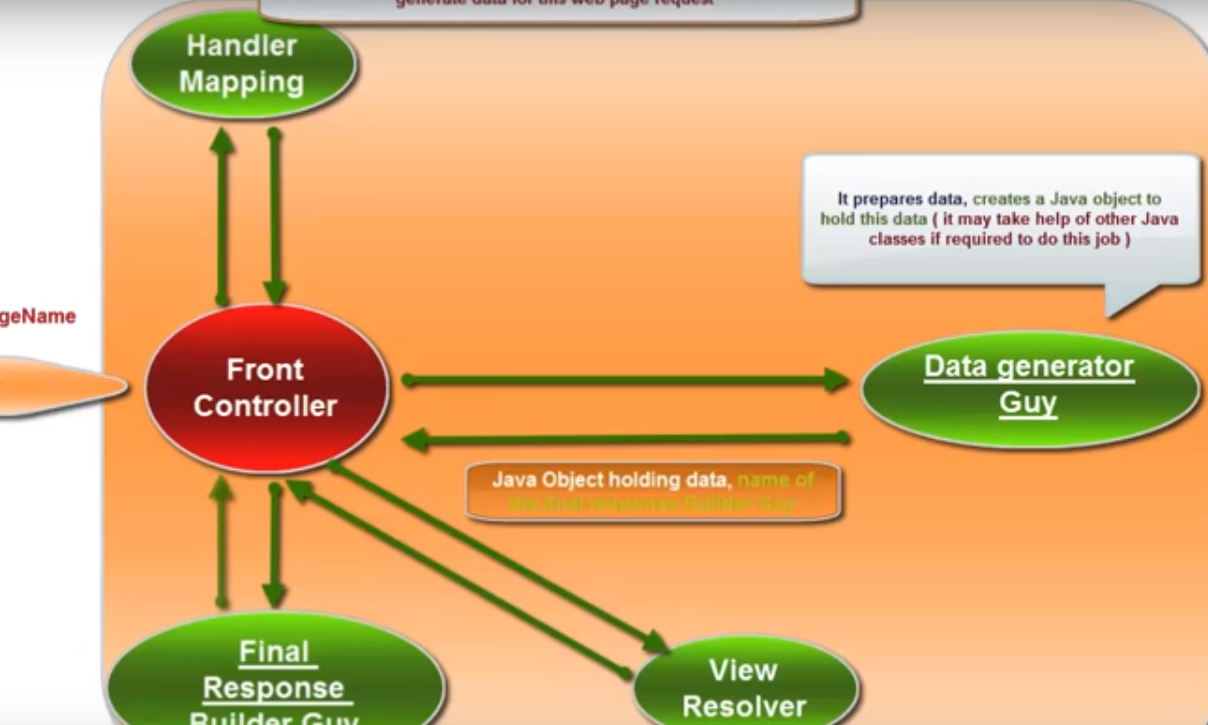 generate data for this web page request
Handler
Mapping
It prepares data, creates a Java object to
hold this data ( it may take help of other Java
classes if required to do this job )
geName
Front
Controller
Data generator
Guy
Java Object holding data, name of
the final response Builder Guy
Final
Response
Builder Guy
View
Resolver